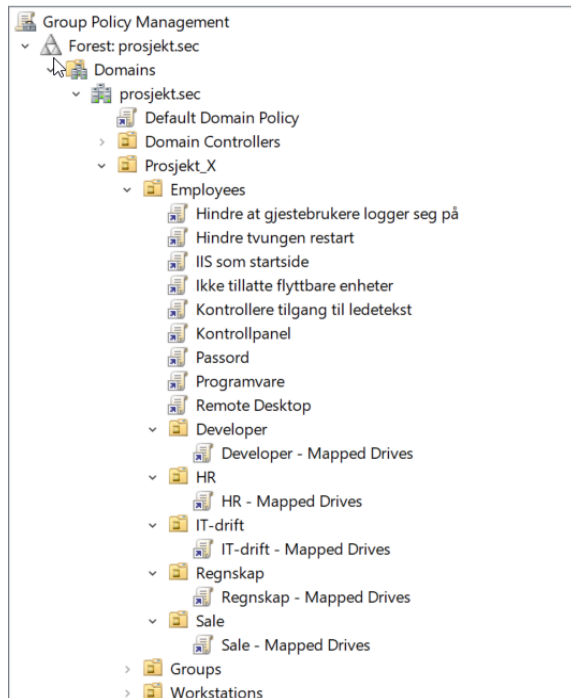 Group Policy Management
Forest: prosjekt.sec
Domains
prosjekt.sec
Default Domain Policy
Domain Controllers
Prosjekt_X
Employees
Hindre at gjestebrukere logger seg på
Hindre tvungen restart
IIS som startside
Ikke tillatte flyttbare enheter
Kontrollere tilgang til ledetekst
Kontrollpanel
Passord
Programvare
Remote Desktop
Developer
Developer - Mapped Drives
HR
HR - Mapped Drives
IT-drift
IT-drift - Mapped Drives
Regnskap
Regnskap - Mapped Drives
Sale
Sale - Mapped Drives
Groups
Workstations